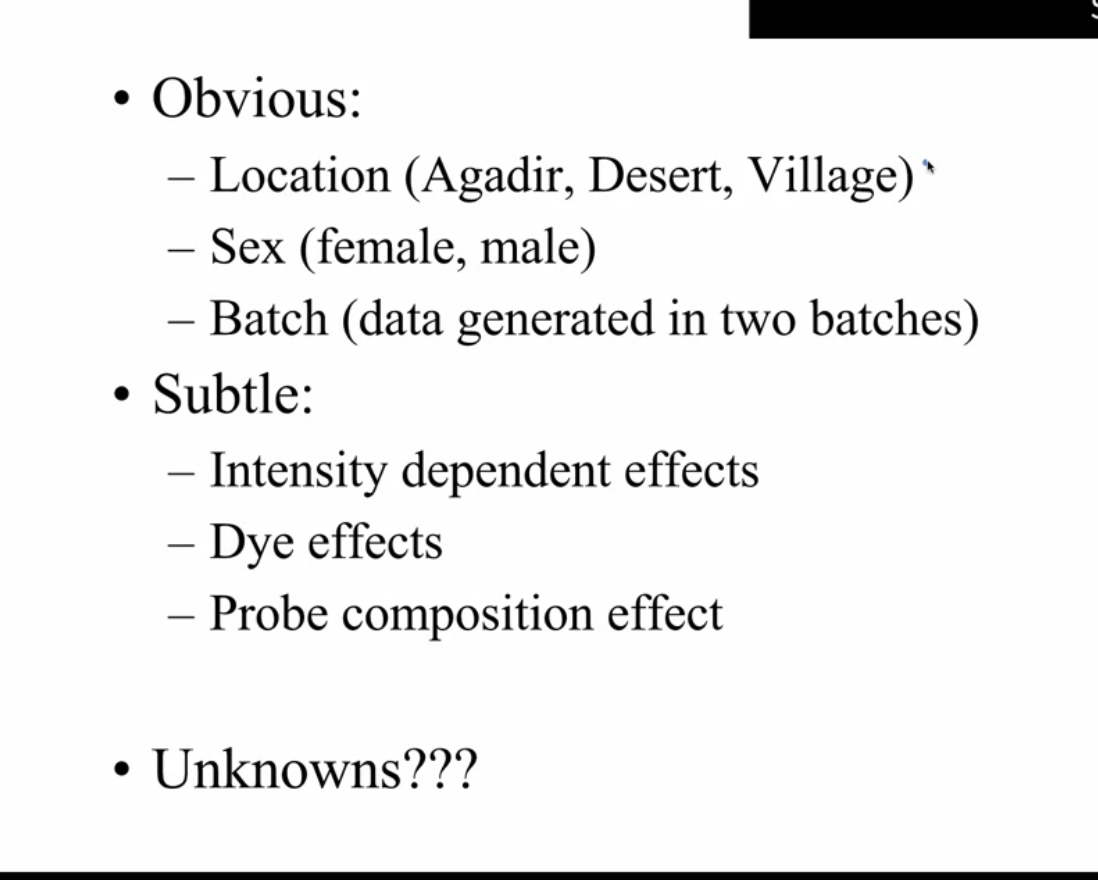 • Obvious:
– Location (Agadir, Desert, Village)
– Sex (female, male)
– Batch (data generated in two batches)
• Subtle:
– Intensity dependent effects
– Dye effects
– Probe composition effect
• Unknowns???